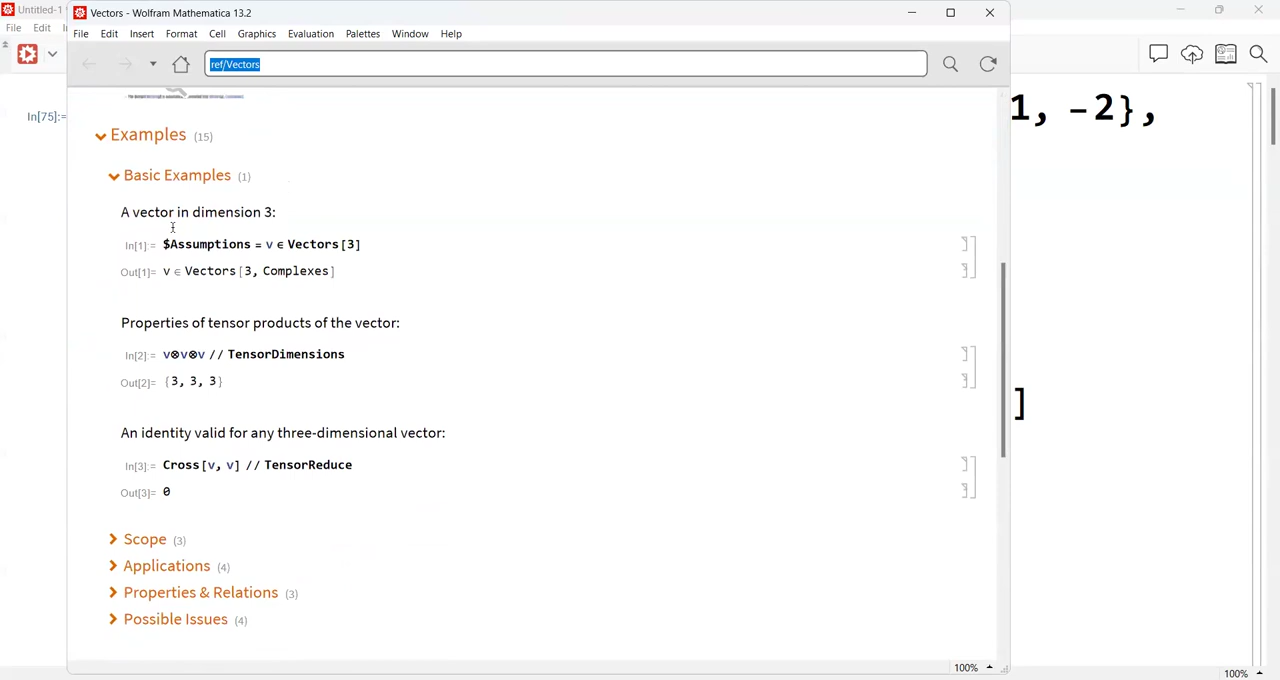 Untitled-1
Vectors - Wolfram Mathematica 13.2
File Edit
File Edit Insert Format Cell Graphics Evaluation Palettes Window Help
ref/Vectors
In[75]:=
1, -2},
Examples (15)
Basic Examples (1)
A vector in dimension 3:
In[1]:= $Assumptions = v ∈ Vectors[3]
Out[1]= v ∈ Vectors[3, Complexes]
Properties of tensor products of the vector:
In[2]:= v⊗v⊗v // TensorDimensions
Out[2]= {3, 3, 3}
]
An identity valid for any three-dimensional vector:
In[3]:= Cross[v, v] // TensorReduce
Out[3]= 0
Scope (3)
Applications (4)
Properties & Relations (3)
Possible Issues (4)
100%
100%